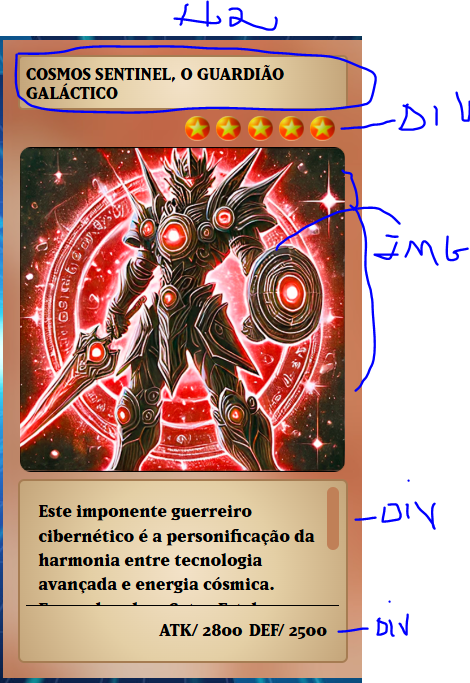 H2
COSMOS SENTINEL, O GUARDIÃO
GALÁCTICO
DIV
IMG
Este imponente guerreiro
cibernético é a personificação da
harmonia entre tecnologia
avançada e energia cósmica.
DIV
ATK/ 2800 DEF/ 2500
DIV